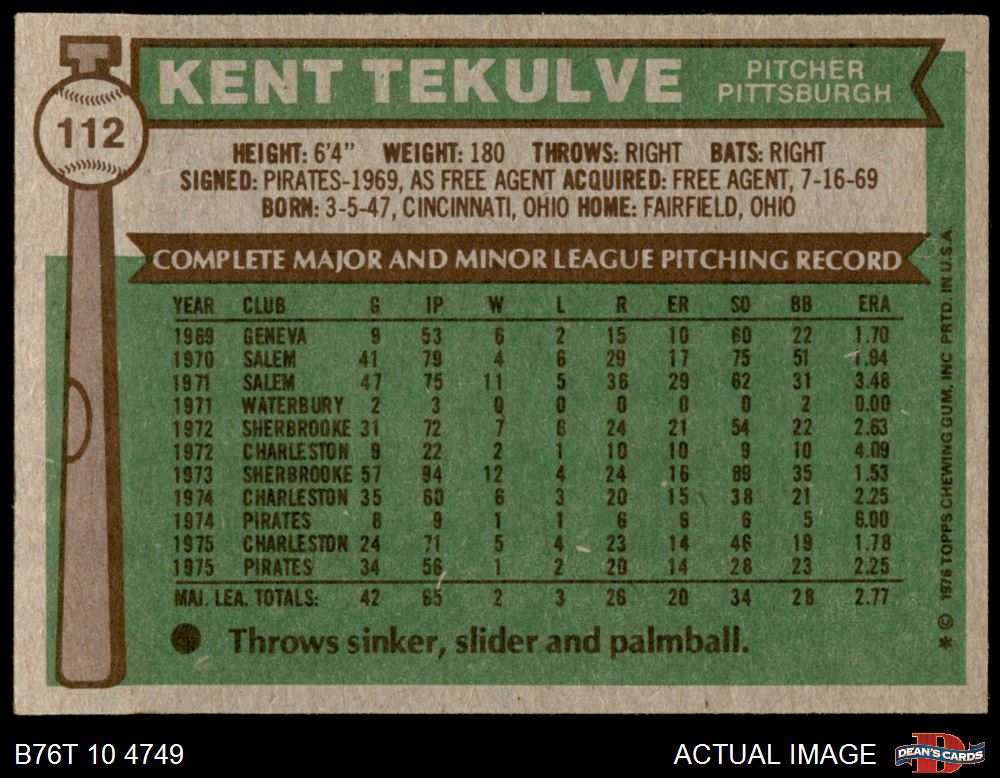 112
KENT TEKULVE
PITCHER
PITTSBURGH
HEIGHT: 6'4" WEIGHT: 180 THROWS: RIGHT BATS: RIGHT
SIGNED: PIRATES-1969, AS FREE AGENT ACQUIRED: FREE AGENT, 7-16-69
BORN: 3-5-47, CINCINNATI, OHIO HOME: FAIRFIELD, OHIO
COMPLETE MAJOR AND MINOR LEAGUE PITCHING RECORD
YEAR CLUB G IP W L R ER SO BB ERA
1969 GENEVA 9 53 6 2 15 10 60 22 1.70
1970 SALEM 41 79 4 6 29 17 75 51 1.94
1971 SALEM 47 75 11 5 36 29 62 31 3.48
1971 WATERBURY 2 3 0 0 0 0 0 2 0.00
1972 SHERBROOKE 31 72 7 6 24 21 54 22 2.63
1972 CHARLESTON 9 22 2 1 10 10 9 10 4.09
1973 SHERBROOKE 57 94 12 4 24 16 89 35 1.53
1974 CHARLESTON 35 60 6 3 20 15 38 21 2.25
1974 PIRATES 8 9 1 1 6 6 6 5 6.00
1975 CHARLESTON 24 71 5 4 23 14 46 19 1.78
1975 PIRATES 34 56 1 2 20 14 28 23 2.25
MAJ. LEA. TOTALS: 42 65 2 3 26 20 34 28 2.77
Throws sinker, slider and palmball.
* © 1976 TOPPS CHEWING GUM, INC PRTD. IN U.S.A.
B76T 10 4749
ACTUAL IMAGE
DEAN'S CARDS